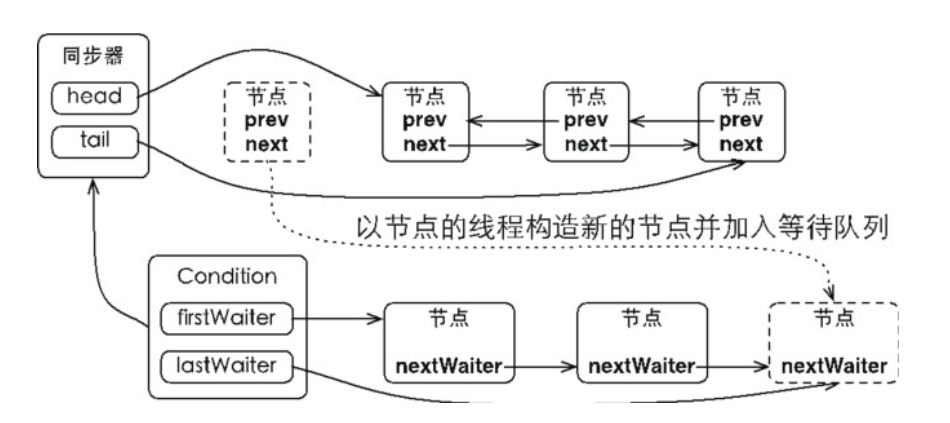 同步器
head
tail
节点
prev
next
节点
prev
next
节点
prev
next
节点
prev
next
以节点的线程构造新的节点并加入等待队列
Condition
firstWaiter
lastWaiter
节点
nextWaiter
节点
nextWaiter
节点
nextWaiter